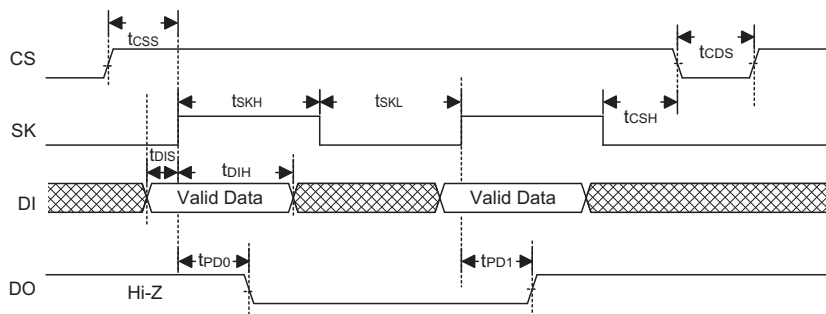 tCSS
tCDS
CS
tSKH
tSKL
tCSH
SK
tDIS
tDIH
DI
Valid Data
Valid Data
tPD0
tPD1
DO
Hi-Z